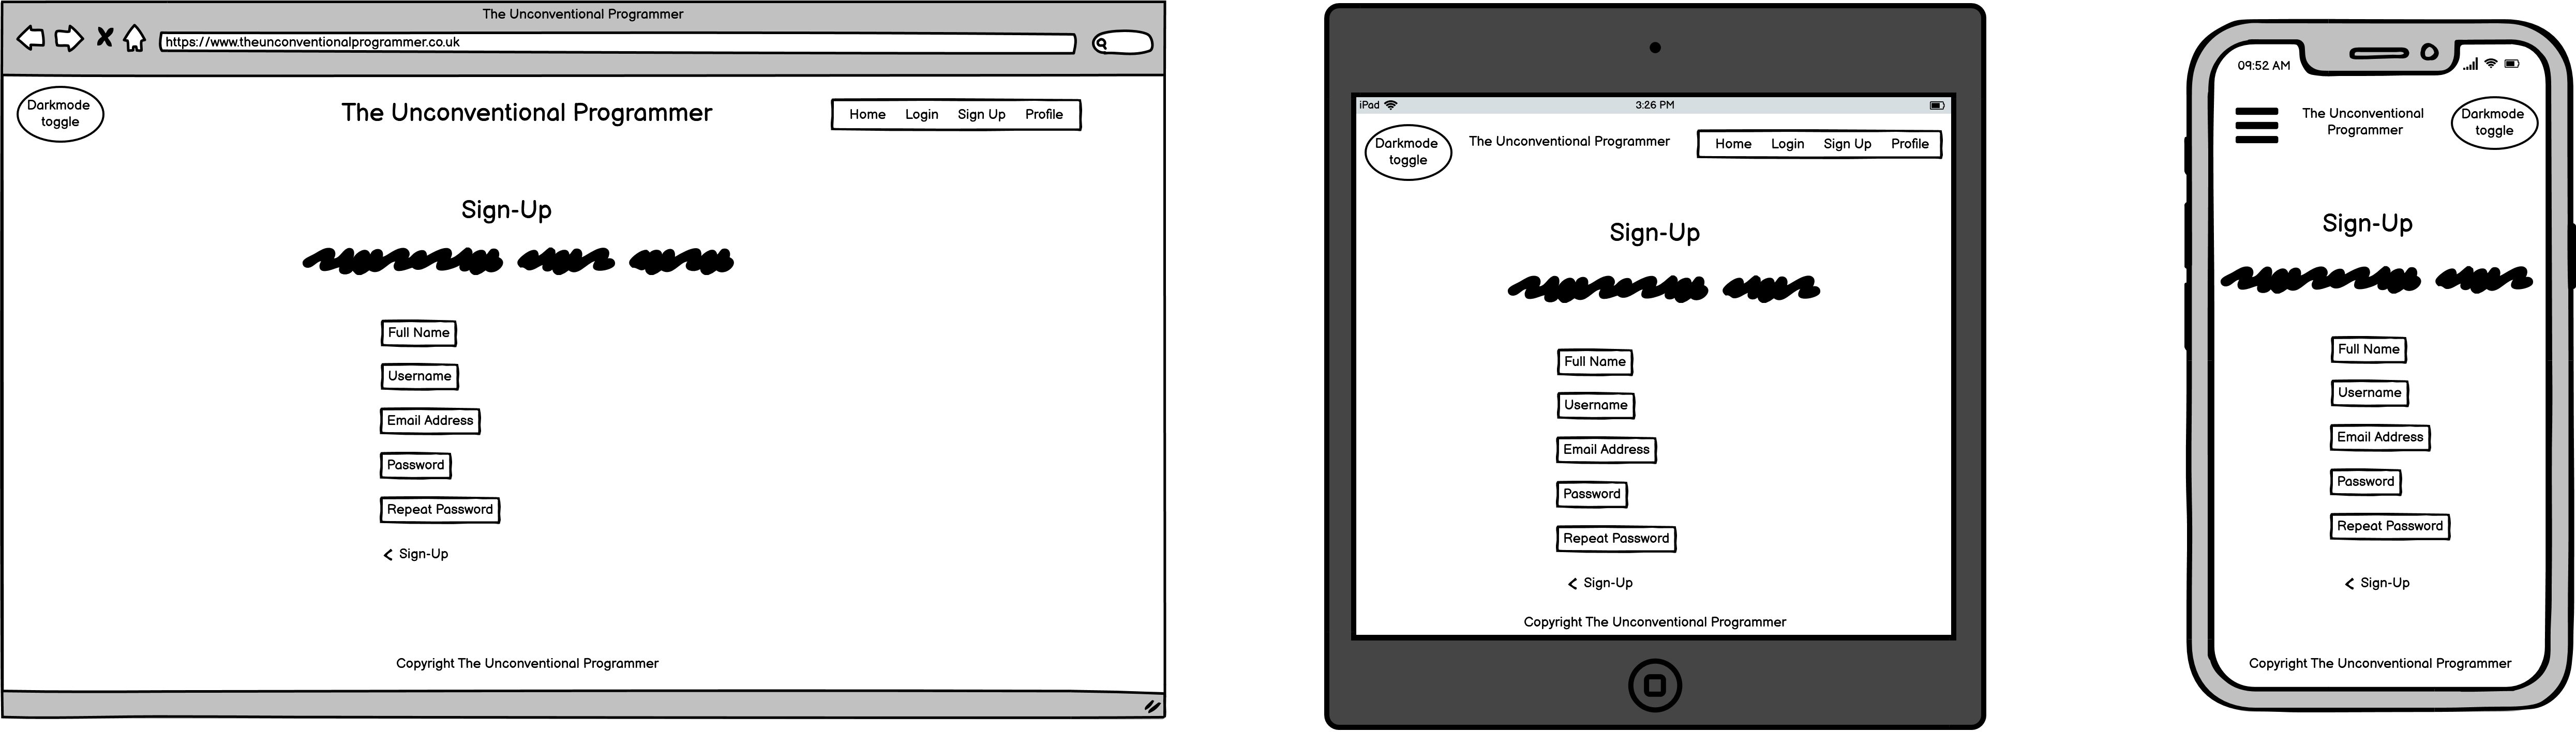 The Unconventional Programmer
https://www.theunconventionalprogrammer.co.uk
Darkmode
toggle
The Unconventional Programmer
Home Login Sign Up Profile
Sign-Up
Full Name
Username
Email Address
Password
Repeat Password
< Sign-Up
Copyright The Unconventional Programmer
iPad
3:26 PM
Darkmode
toggle
The Unconventional Programmer
Home Login Sign Up Profile
Sign-Up
Full Name
Username
Email Address
Password
Repeat Password
< Sign-Up
Copyright The Unconventional Programmer
09:52 AM
The Unconventional
Programmer
Darkmode
toggle
Sign-Up
Full Name
Username
Email Address
Password
Repeat Password
< Sign-Up
Copyright The Unconventional Programmer